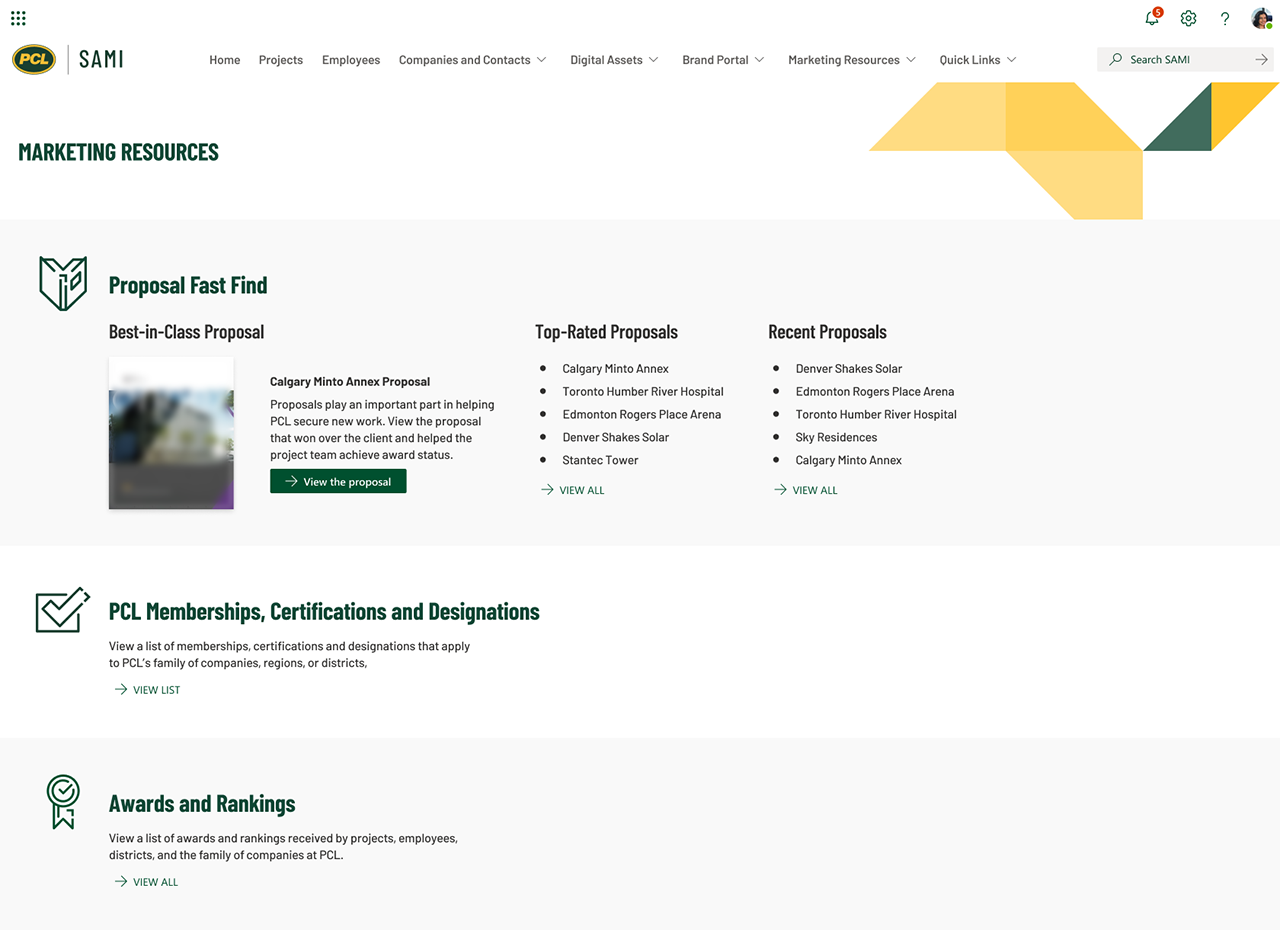 5
PCL SAMI
Home Projects Employees Companies and Contacts Digital Assets Brand Portal Marketing Resources Quick Links
Search SAMI
MARKETING RESOURCES
Proposal Fast Find
Best-in-Class Proposal
Calgary Minto Annex Proposal
Proposals play an important part in helping
PCL secure new work. View the proposal
that won over the client and helped the
project team achieve award status.
View the proposal
Top-Rated Proposals
Calgary Minto Annex
Toronto Humber River Hospital
Edmonton Rogers Place Arena
Denver Shakes Solar
Stantec Tower
VIEW ALL
Recent Proposals
Denver Shakes Solar
Edmonton Rogers Place Arena
Toronto Humber River Hospital
Sky Residences
Calgary Minto Annex
VIEW ALL
PCL Memberships, Certifications and Designations
View a list of memberships, certifications and designations that apply
to PCL’s family of companies, regions, or districts,
VIEW LIST
Awards and Rankings
View a list of awards and rankings received by projects, employees,
districts, and the family of companies at PCL.
VIEW ALL